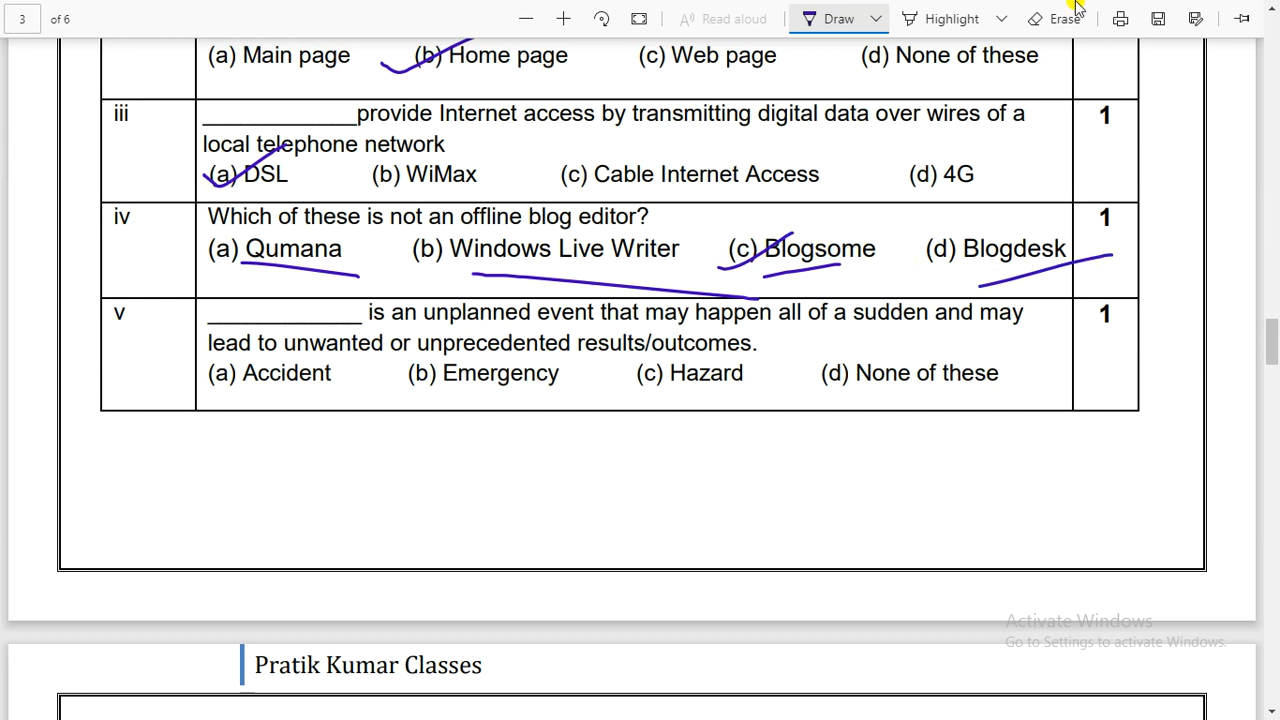 3 of 6 Read aloud Draw Highlight Erase
(a) Main page (b) Home page (c) Web page (d) None of these
iii ____________provide Internet access by transmitting digital data over wires of a 1
local telephone network
(a) DSL (b) WiMax (c) Cable Internet Access (d) 4G
iv Which of these is not an offline blog editor? 1
(a) Qumana (b) Windows Live Writer (c) Blogsome (d) Blogdesk
v ____________ is an unplanned event that may happen all of a sudden and may 1
lead to unwanted or unprecedented results/outcomes.
(a) Accident (b) Emergency (c) Hazard (d) None of these
Activate Windows
Go to Settings to activate Windows.
Pratik Kumar Classes